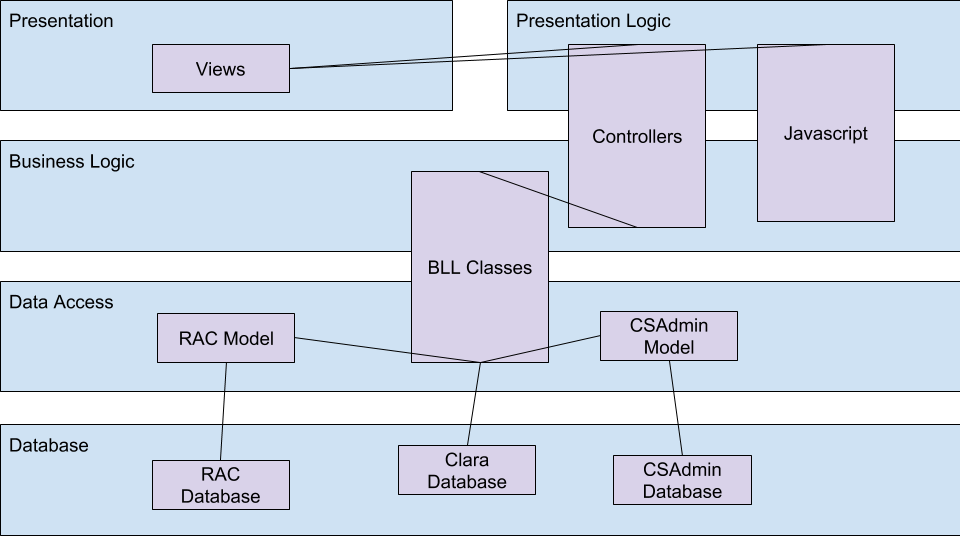 Presentation
Presentation Logic
Views
Controllers
Javascript
Business Logic
BLL Classes
Data Access
RAC Model
CSAdmin
Model
Database
RAC
Database
Clara
Database
CSAdmin
Database